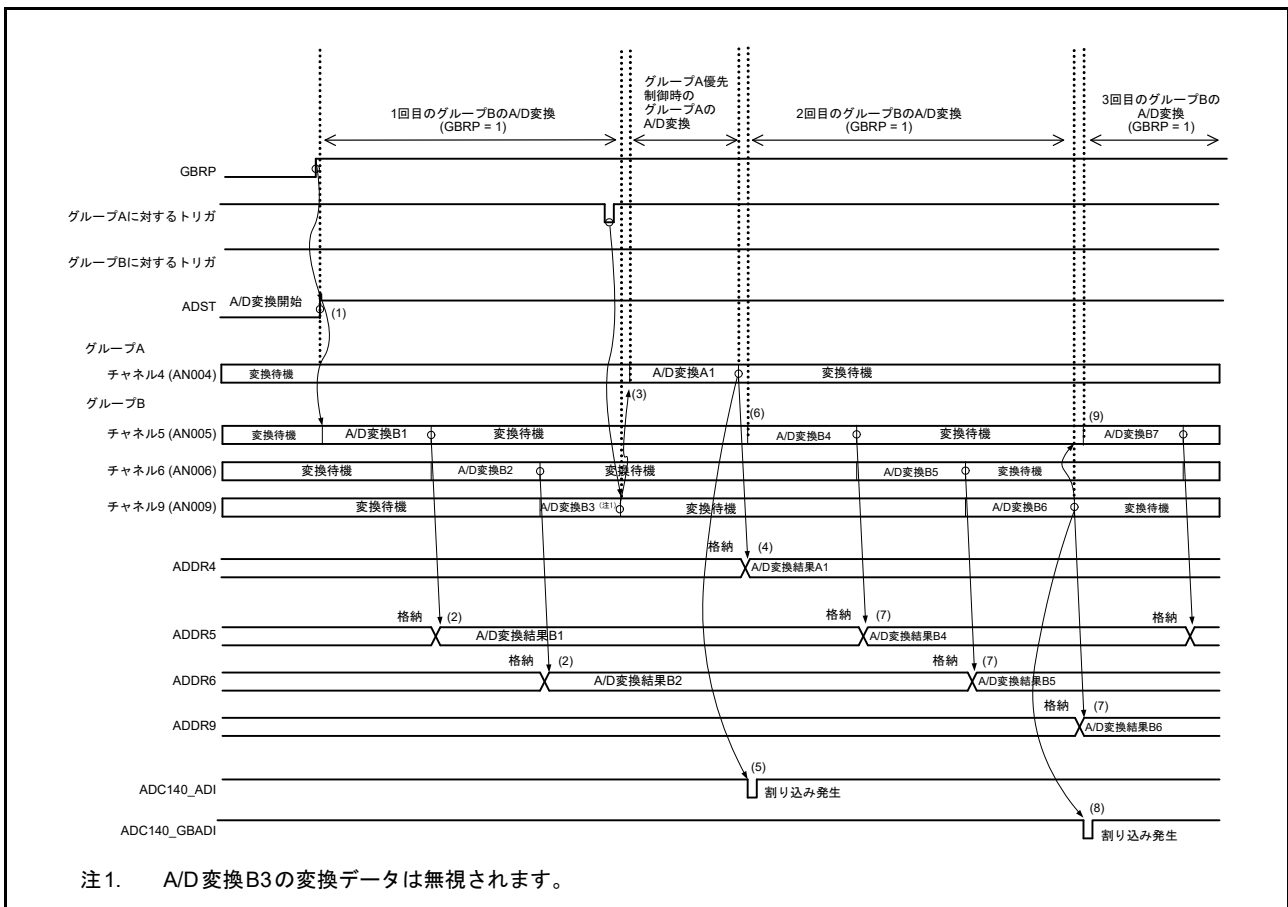 グループA優先
制御時の
グループAの
A/D変換
1回目のグループBのA/D変換
(GBRP = 1)
2回目のグループBのA/D変換
(GBRP = 1)
3回目のグループBの
A/D変換
(GBRP = 1)
GBRP
グループAに対するトリガ
グループBに対するトリガ
ADST A/D変換開始 (1)
グループA
チャネル4 (AN004) 変換待機 A/D変換A1 変換待機
(3)
グループB
(6) (9)
チャネル5 (AN005) 変換待機 A/D変換B1 変換待機 A/D変換B4 変換待機 A/D変換B7
チャネル6 (AN006) 変換待機 A/D変換B2 変換待機 A/D変換B5 変換待機
チャネル9 (AN009) 変換待機 A/D変換B3 (注1) 変換待機 A/D変換B6 変換待機
格納 (4)
ADDR4 A/D変換結果A1
格納 (2) 格納 (7) 格納
ADDR5 A/D変換結果B1 A/D変換結果B4
格納 (2) 格納 (7)
ADDR6 A/D変換結果B2 A/D変換結果B5
格納 (7)
ADDR9 A/D変換結果B6
(5)
ADC140_ADI 割り込み発生
(8)
ADC140_GBADI 割り込み発生
注1. A/D変換B3の変換データは無視されます。